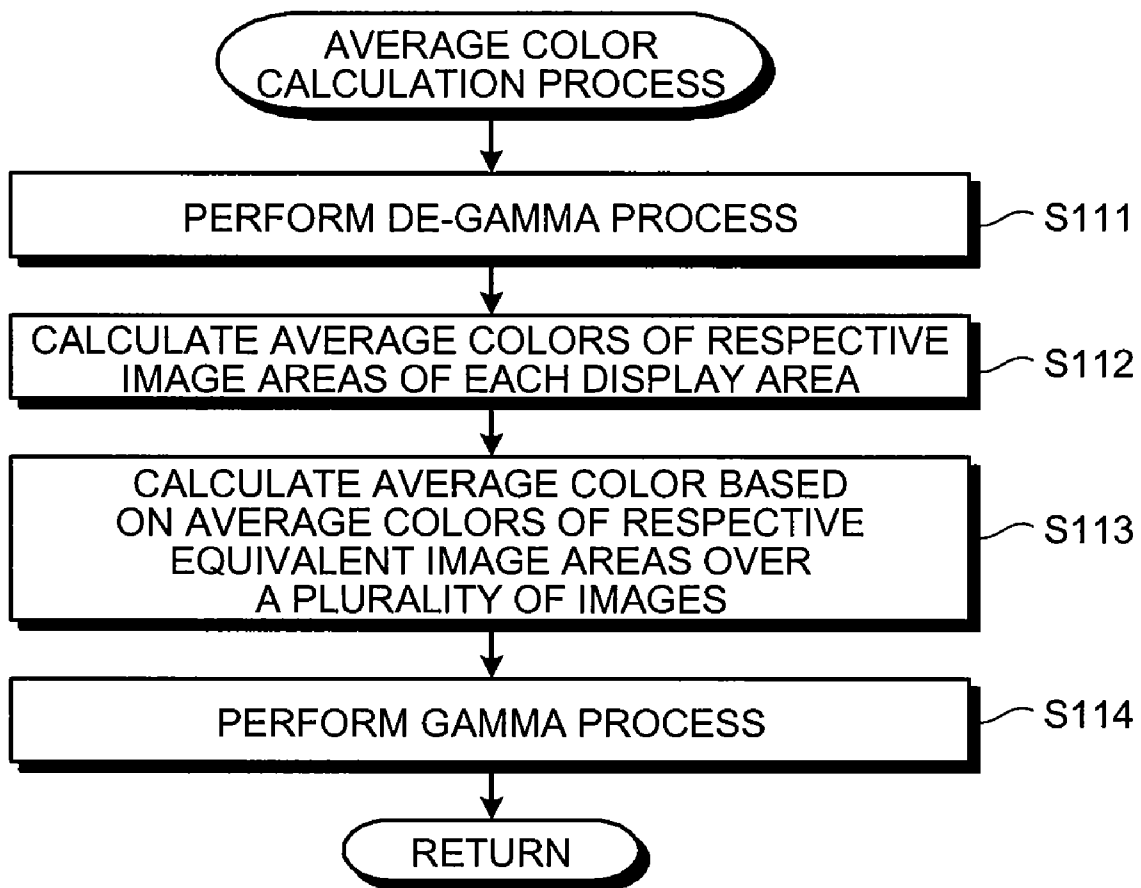 AVERAGE COLOR
CALCULATION PROCESS
PERFORM DE-GAMMA PROCESS
S111
CALCULATE AVERAGE COLORS OF RESPECTIVE
IMAGE AREAS OF EACH DISPLAY AREA
S112
CALCULATE AVERAGE COLOR BASED
ON AVERAGE COLORS OF RESPECTIVE
EQUIVALENT IMAGE AREAS OVER
A PLURALITY OF IMAGES
S113
PERFORM GAMMA PROCESS
S114
RETURN